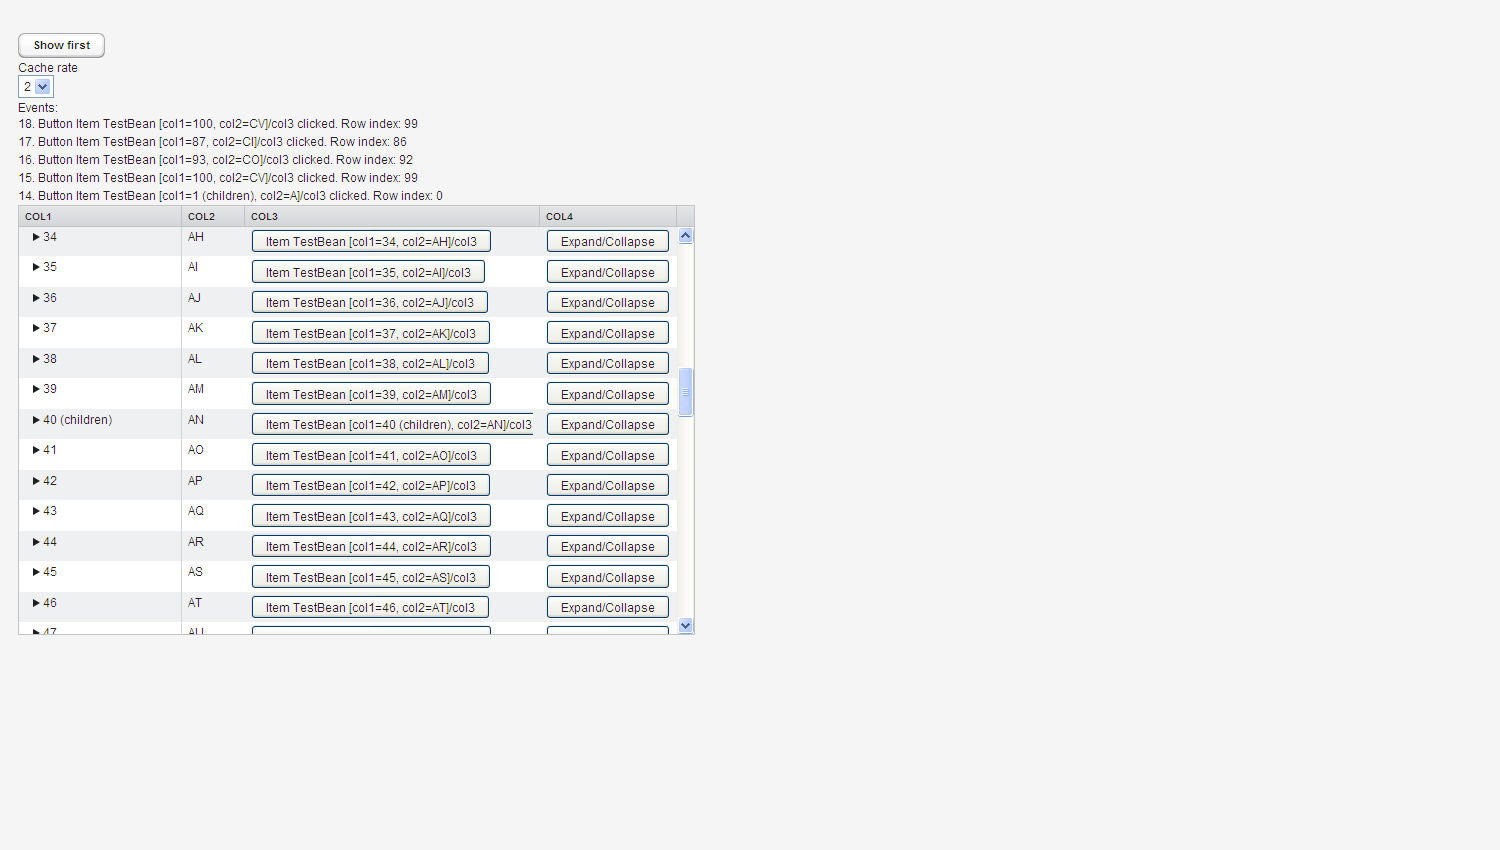 Show first
Cache rate
2
Events:
18. Button Item TestBean [col1=100, col2=CV]/col3 clicked. Row index: 99
17. Button Item TestBean [col1=87, col2=CI]/col3 clicked. Row index: 86
16. Button Item TestBean [col1=93, col2=CO]/col3 clicked. Row index: 92
15. Button Item TestBean [col1=100, col2=CV]/col3 clicked. Row index: 99
14. Button Item TestBean [col1=1 (children), col2=A]/col3 clicked. Row index: 0
COL1 COL2 COL3 COL4
34 AH Item TestBean [col1=34, col2=AH]/col3 Expand/Collapse
35 AI Item TestBean [col1=35, col2=AI]/col3 Expand/Collapse
36 AJ Item TestBean [col1=36, col2=AJ]/col3 Expand/Collapse
37 AK Item TestBean [col1=37, col2=AK]/col3 Expand/Collapse
38 AL Item TestBean [col1=38, col2=AL]/col3 Expand/Collapse
39 AM Item TestBean [col1=39, col2=AM]/col3 Expand/Collapse
40 (children) AN Item TestBean [col1=40 (children), col2=AN]/col3 Expand/Collapse
41 AO Item TestBean [col1=41, col2=AO]/col3 Expand/Collapse
42 AP Item TestBean [col1=42, col2=AP]/col3 Expand/Collapse
43 AQ Item TestBean [col1=43, col2=AQ]/col3 Expand/Collapse
44 AR Item TestBean [col1=44, col2=AR]/col3 Expand/Collapse
45 AS Item TestBean [col1=45, col2=AS]/col3 Expand/Collapse
46 AT Item TestBean [col1=46, col2=AT]/col3 Expand/Collapse
47 AU